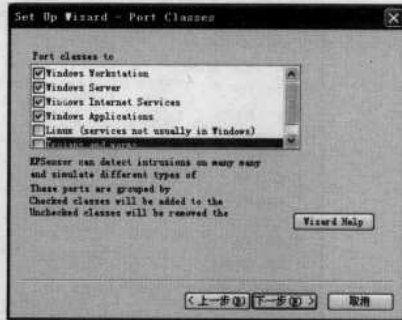 Set Up Wizard - Port Classes
Port classes to
Windows Workstation
Windows Server
Windows Internet Services
Windows Applications
Linux (services not usually in Windows)
Trojans and worms
KFSensor can detect intrusions on many many
and simulate different types of
These ports are grouped by
Checked classes will be added to the
Unchecked classes will be removed the
Wizard Help
< 上一步(B)
下一步(N) >
取消